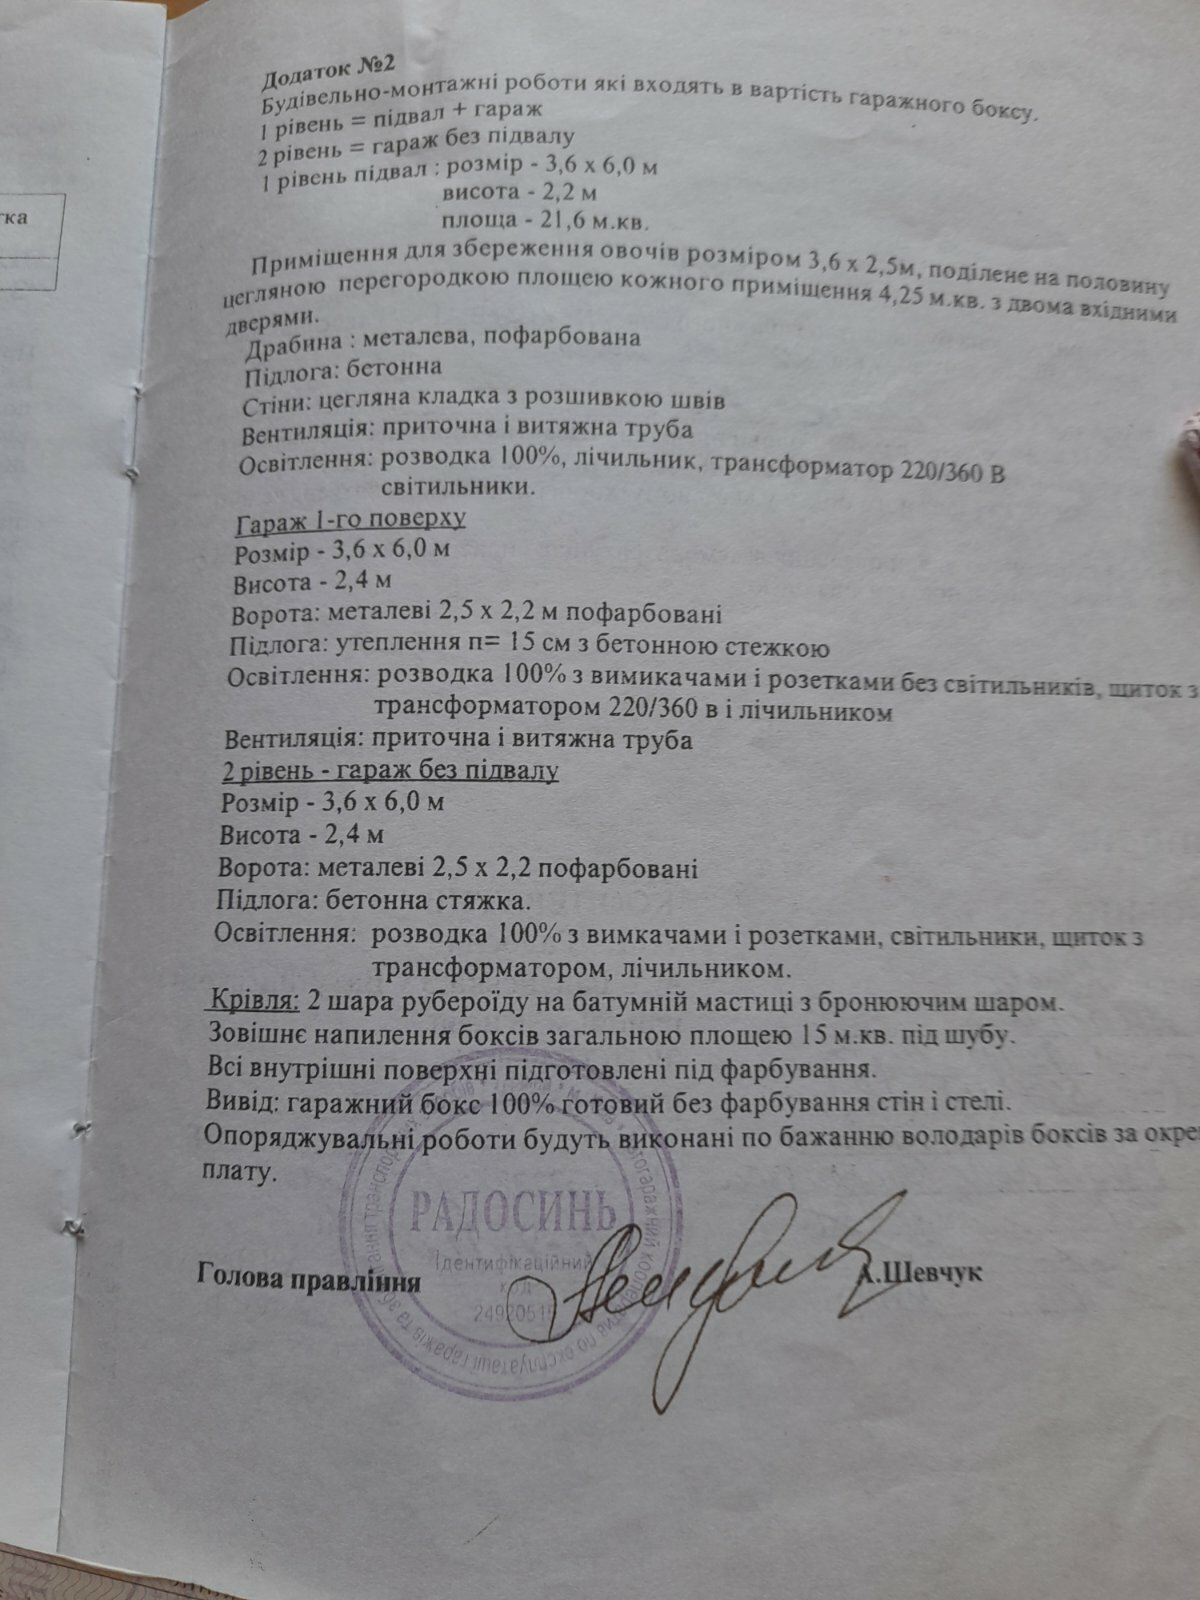 тка
Додаток №2
Будівельно-монтажні роботи які входять в вартість гаражного боксу.
1 рівень = підвал + гараж
2 рівень = гараж без підвалу
1 рівень підвал : розмір - 3,6 х 6,0 м
висота - 2,2 м
площа - 21,6 м.кв.
Приміщення для збереження овочів розміром 3,6 х 2,5м, поділене на половину
цегляною перегородкою площею кожного приміщення 4,25 м.кв. з двома вхідними
дверями.
Драбина : металева, пофарбована
Підлога: бетонна
Стіни: цегляна кладка з розшивкою швів
Вентиляція: приточна і витяжна труба
Освітлення: розводка 100%, лічильник, трансформатор 220/360 В
світильники.
Гараж 1-го поверху
Розмір - 3,6 х 6,0 м
Висота - 2,4 м
Ворота: металеві 2,5 х 2,2 м пофарбовані
Підлога: утеплення п= 15 см з бетонною стежкою
Освітлення: розводка 100% з вимикачами і розетками без світильників, щиток з
трансформатором 220/360 в і лічильником
Вентиляція: приточна і витяжна труба
2 рівень - гараж без підвалу
Розмір - 3,6 х 6,0 м
Висота - 2,4 м
Ворота: металеві 2,5 х 2,2 пофарбовані
Підлога: бетонна стяжка.
Освітлення: розводка 100% з вимкачами і розетками, світильники, щиток з
трансформатором, лічильником.
Крівля: 2 шара рубероїду на батумній мастиці з бронюючим шаром.
Зовішнє напилення боксів загальною площею 15 м.кв. під шубу.
Всі внутрішні поверхні підготовлені під фарбування.
Вивід: гаражний бокс 100% готовий без фарбування стін і стелі.
Опоряджувальні роботи будуть виконані по бажанню володарів боксів за окре
плату.
РАДОСИНЬ
Ідентифікаційний
код
Голова правління А.Шевчук